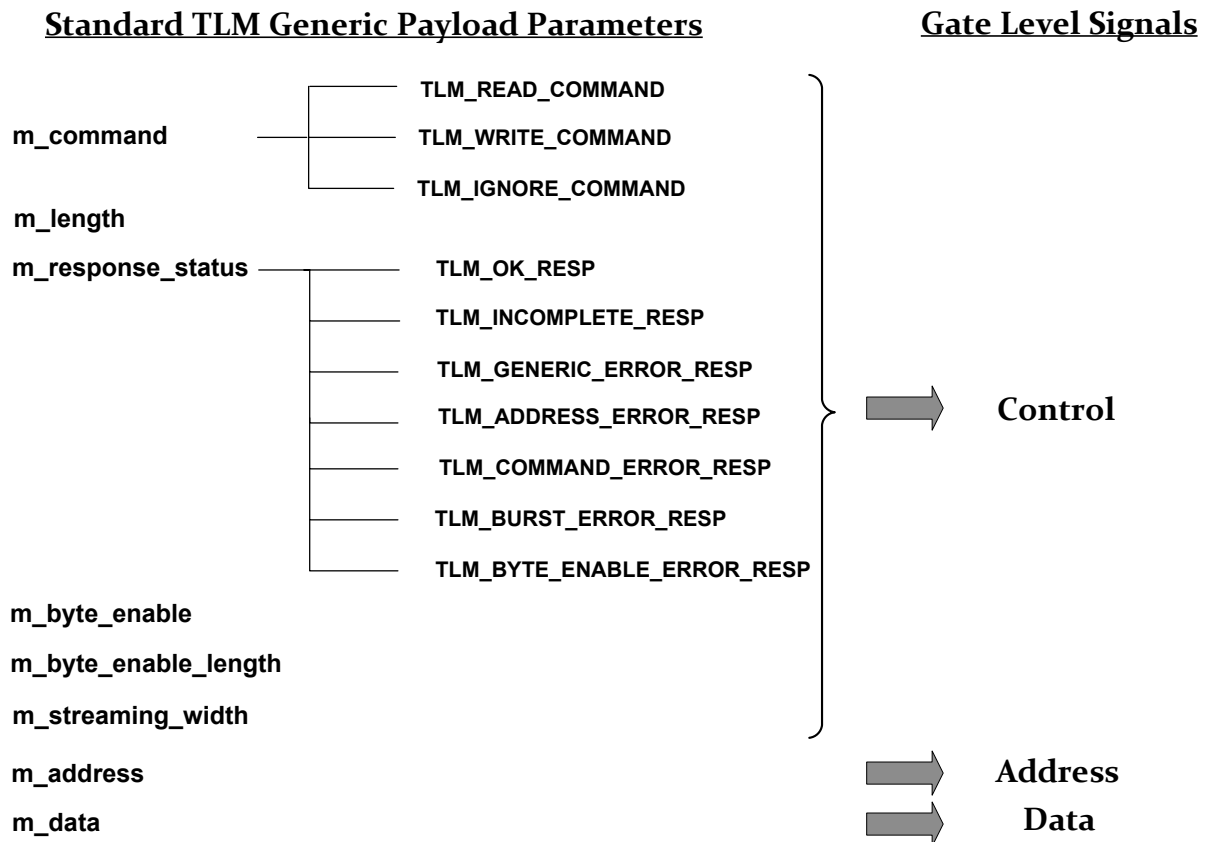 Standard TLM Generic Payload Parameters
Gate Level Signals
m_command
TLM_READ_COMMAND
TLM_WRITE_COMMAND
TLM_IGNORE_COMMAND
m_length
m_response_status
TLM_OK_RESP
TLM_INCOMPLETE_RESP
TLM_GENERIC_ERROR_RESP
TLM_ADDRESS_ERROR_RESP
TLM_COMMAND_ERROR_RESP
TLM_BURST_ERROR_RESP
TLM_BYTE_ENABLE_ERROR_RESP
Control
m_byte_enable
m_byte_enable_length
m_streaming_width
m_address
Address
m_data
Data